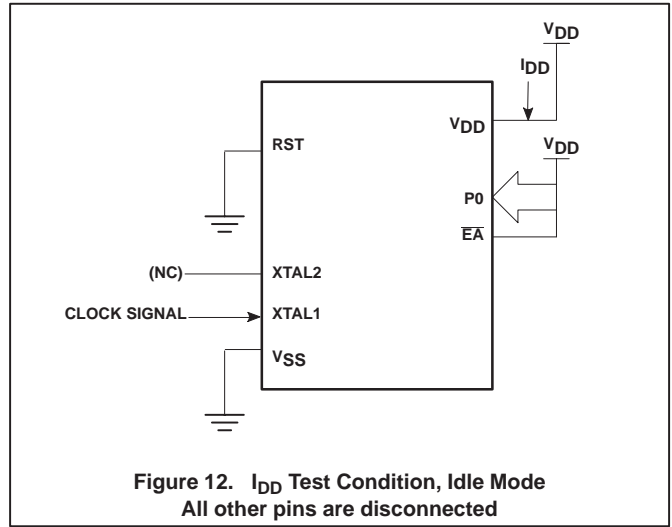 VDD
IDD
VDD
VDD
RST
P0
EA
(NC)
XTAL2
CLOCK SIGNAL
XTAL1
VSS
Figure 12. IDD Test Condition, Idle Mode
All other pins are disconnected